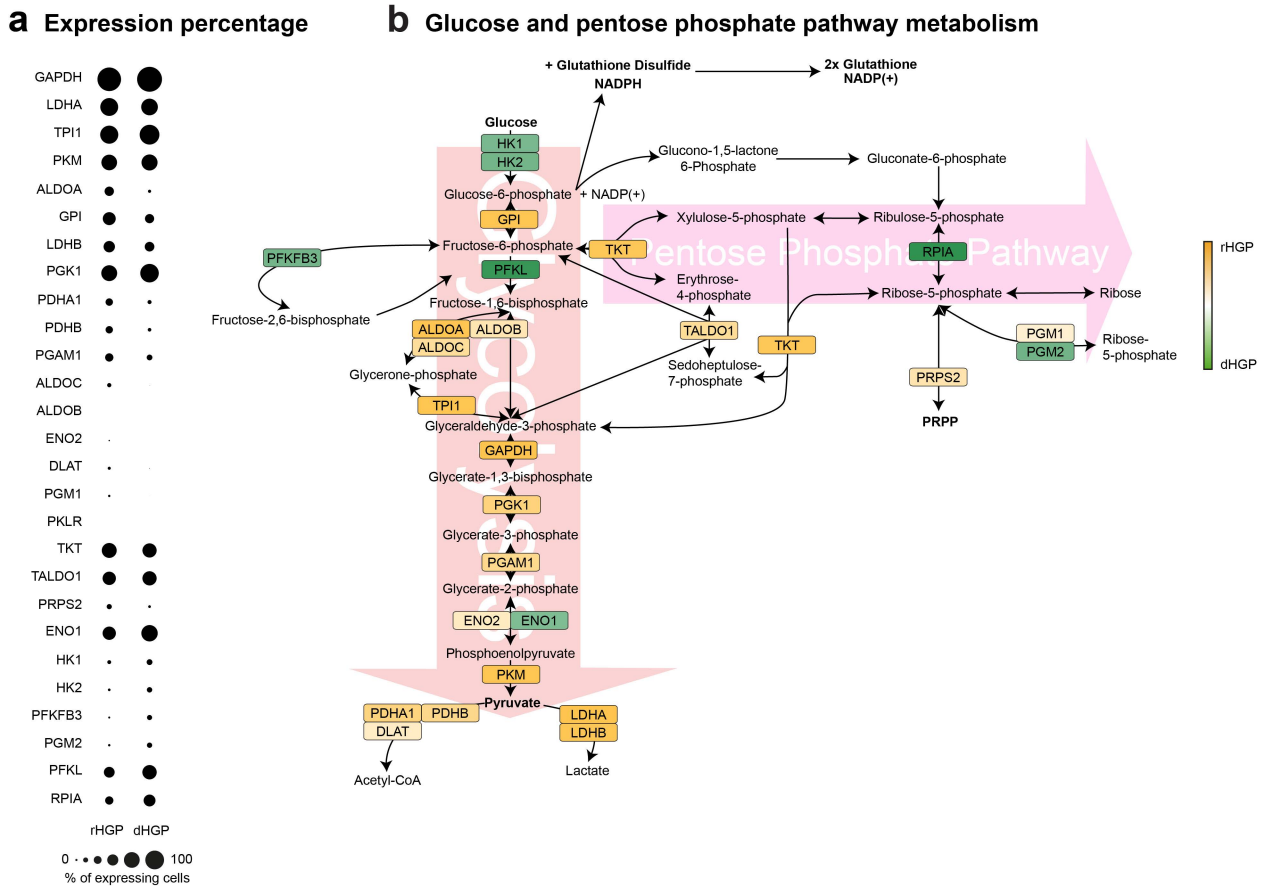 a Expression percentage
GAPDH
LDHA
TPI1
PKM
ALDOA
GPI
LDHB
PGK1
PDHA1
PDHB
PGAM1
ALDOC
ALDOB
ENO2
DLAT
PGM1
PKLR
TKT
TALDO1
PRPS2
ENO1
HK1
HK2
PFKFB3
PGM2
PFKL
RPIA
rHGP dHGP
0 100
% of expressing cells
b Glucose and pentose phosphate pathway metabolism
+ Glutathione Disulfide
NADPH
2x Glutathione
NADP(+)
Glucose
HK1
HK2
Glucose-6-phosphate
+ NADP(+)
Glucono-1,5-lactone
6-Phosphate
Gluconate-6-phosphate
GPI
Fructose-6-phosphate
TKT
Xylulose-5-phosphate
Ribulose-5-phosphate
Pentose Phosphate Pathway
RPIA
Erythrose-
4-phosphate
Ribose-5-phosphate
Ribose
PFKFB3
PFKL
Fructose-2,6-bisphosphate
Fructose-1,6-bisphosphate
ALDOA
ALDOB
ALDOC
TALDO1
TKT
PGM1
PGM2
Ribose-
5-phosphate
Glycerone-phosphate
Sedoheptulose-
7-phosphate
PRPS2
PRPP
TPI1
Glyceraldehyde-3-phosphate
Glycolysis
GAPDH
Glycerate-1,3-bisphosphate
PGK1
Glycerate-3-phosphate
PGAM1
Glycerate-2-phosphate
ENO2
ENO1
Phosphoenolpyruvate
PKM
Pyruvate
PDHA1
PDHB
DLAT
LDHA
LDHB
Acetyl-CoA
Lactate
rHGP
dHGP